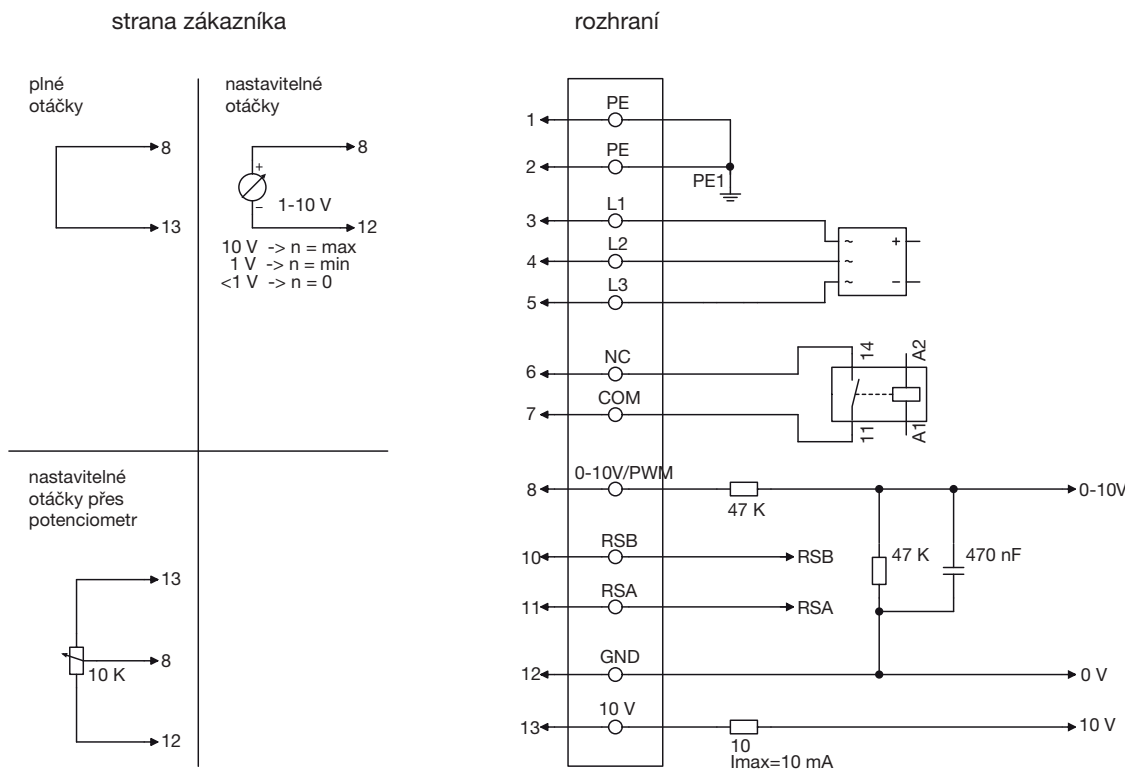 strana zákazníka
rozhraní
plné
otáčky
8
13
nastavitelné
otáčky
8
+
–
1-10 V
12
10 V -> n = max
1 V -> n = min
<1 V -> n = 0
nastavitelné
otáčky přes
potenciometr
13
8
10 K
12
1
PE
2
PE
PE1
3
L1
4
L2
5
L3
~ +
~
~ –
6
NC
7
COM
14
A2
11
A1
8
0-10V/PWM
47 K
0-10V
10
RSB
RSB
47 K
470 nF
11
RSA
RSA
12
GND
0 V
13
10 V
10
Imax=10 mA
10 V